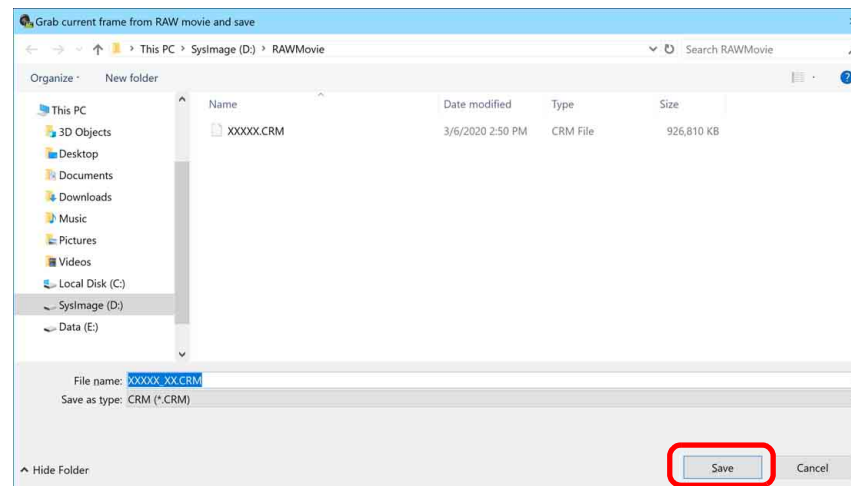 Grab current frame from RAW movie and save
This PC > SysImage (D:) > RAWMovie
Search RAWMovie
Organize
New folder
Name
Date modified
Type
Size
XXXXX.CRM
3/6/2020 2:50 PM
CRM File
926,810 KB
This PC
3D Objects
Desktop
Documents
Downloads
Music
Pictures
Videos
Local Disk (C:)
SysImage (D:)
Data (E:)
File name: XXXXX_XX.CRM
Save as type: CRM (*.CRM)
Hide Folder
Save
Cancel